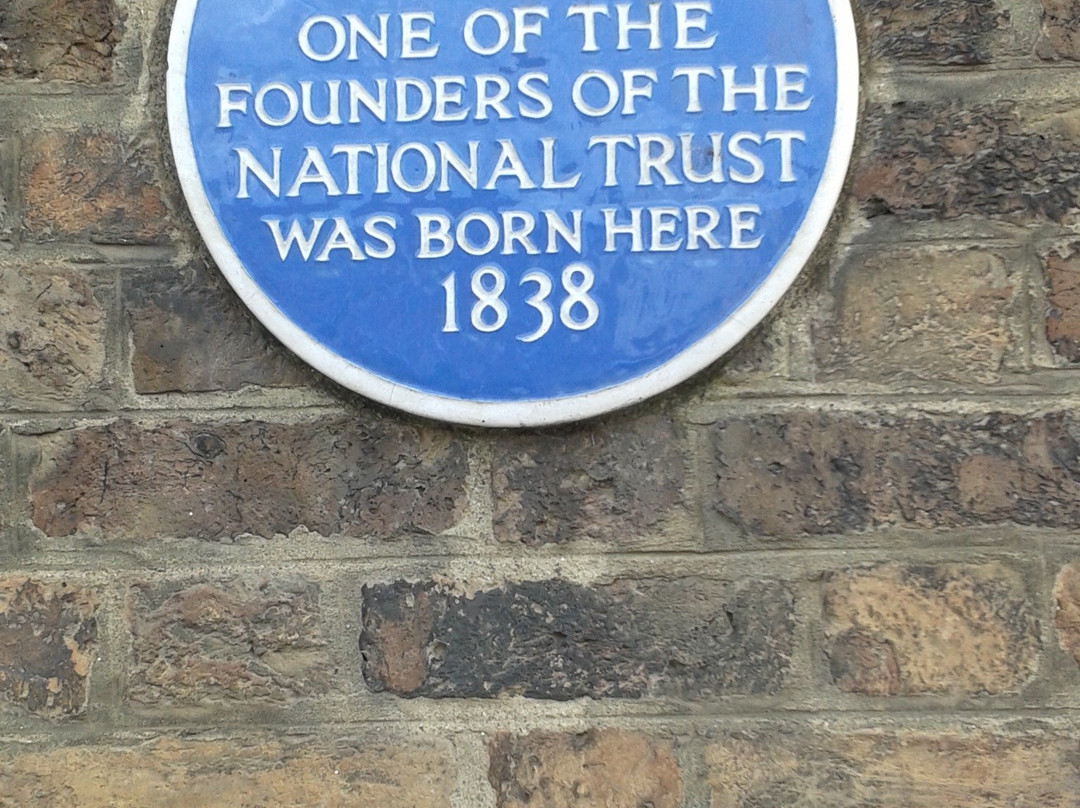 ONE OF THE
FOUNDERS OF THE
NATIONAL TRUST
WAS BORN HERE
1838